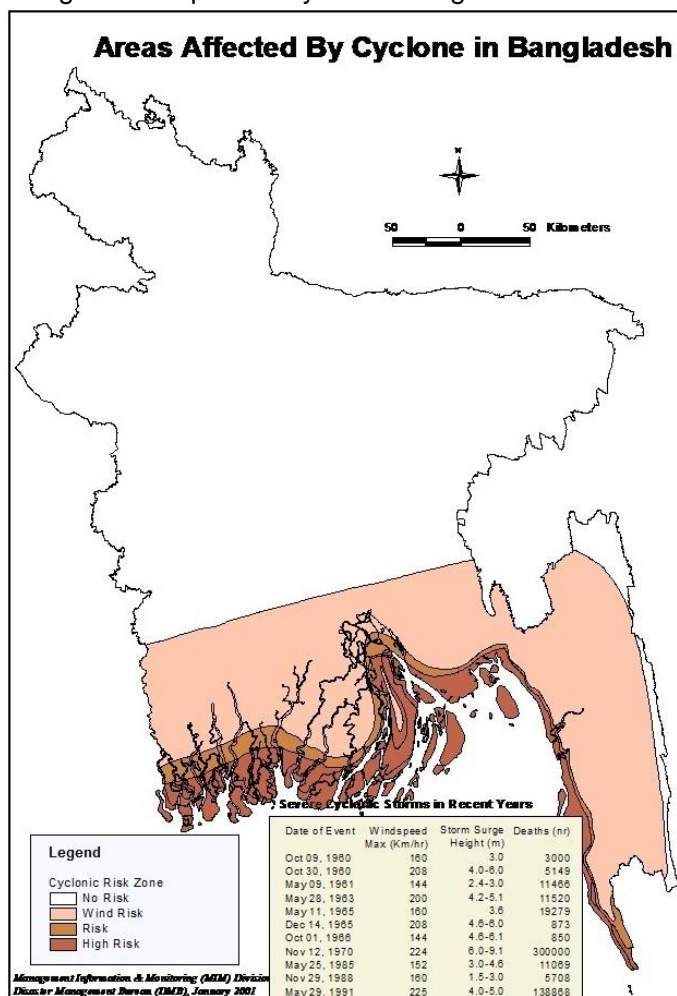 Areas Affected By Cyclone in Bangladesh
N
50 0 50 Kilometers
Severe Cyclonic Storms in Recent Years
Date of Event Windspeed Max (Km/hr) Storm Surge Height (m) Deaths (nr)
Oct 09, 1960 160 3.0 3000
Oct 30, 1960 208 4.0-6.0 5149
May 09, 1961 144 2.4-3.0 11466
May 28, 1963 200 4.2-5.1 11520
May 11, 1965 160 3.6 19279
Dec 14, 1965 208 4.6-6.0 873
Oct 01, 1966 144 4.6-6.1 850
Nov 12, 1970 224 6.0-9.1 300000
May 25, 1985 152 3.0-4.6 11069
Nov 29, 1988 160 1.5-3.0 5708
May 29, 1991 225 4.0-5.0 138868
Legend
Cyclonic Risk Zone
No Risk
Wind Risk
Risk
High Risk
Management Information & Monitoring (MIM) Divisio
Disaster Management Bureau (DMB), January 2001